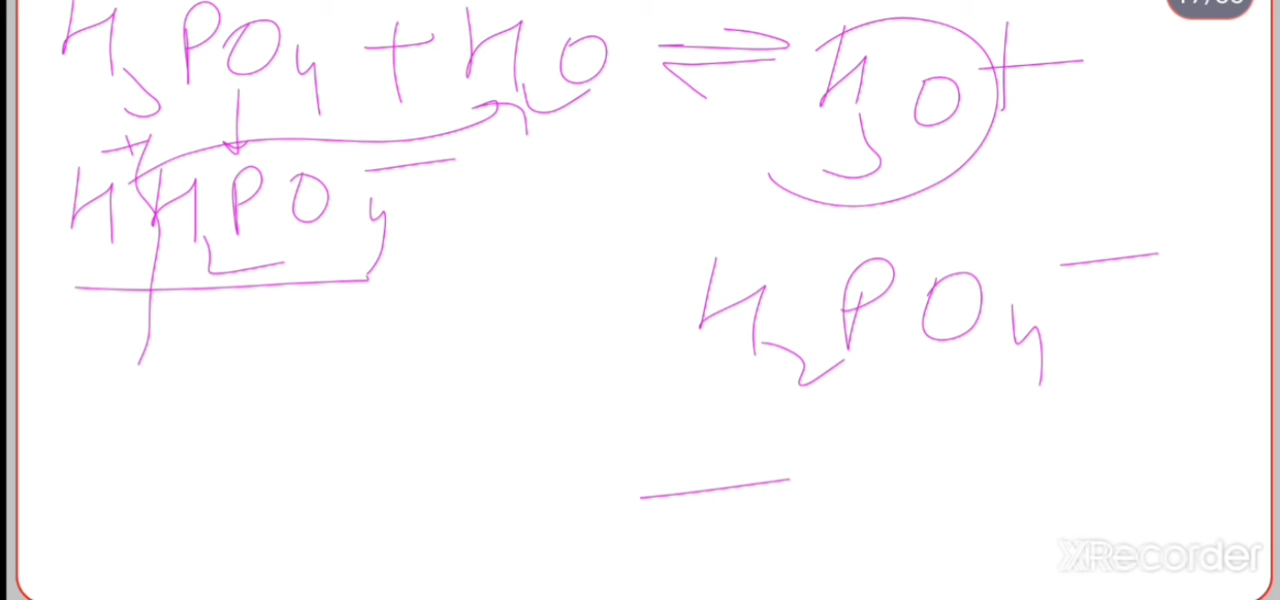 H₃PO₄ + H₂O ⇌ H₃O⁺
H⁺ H₂PO₄⁻
H₂PO₄⁻
XRecorder